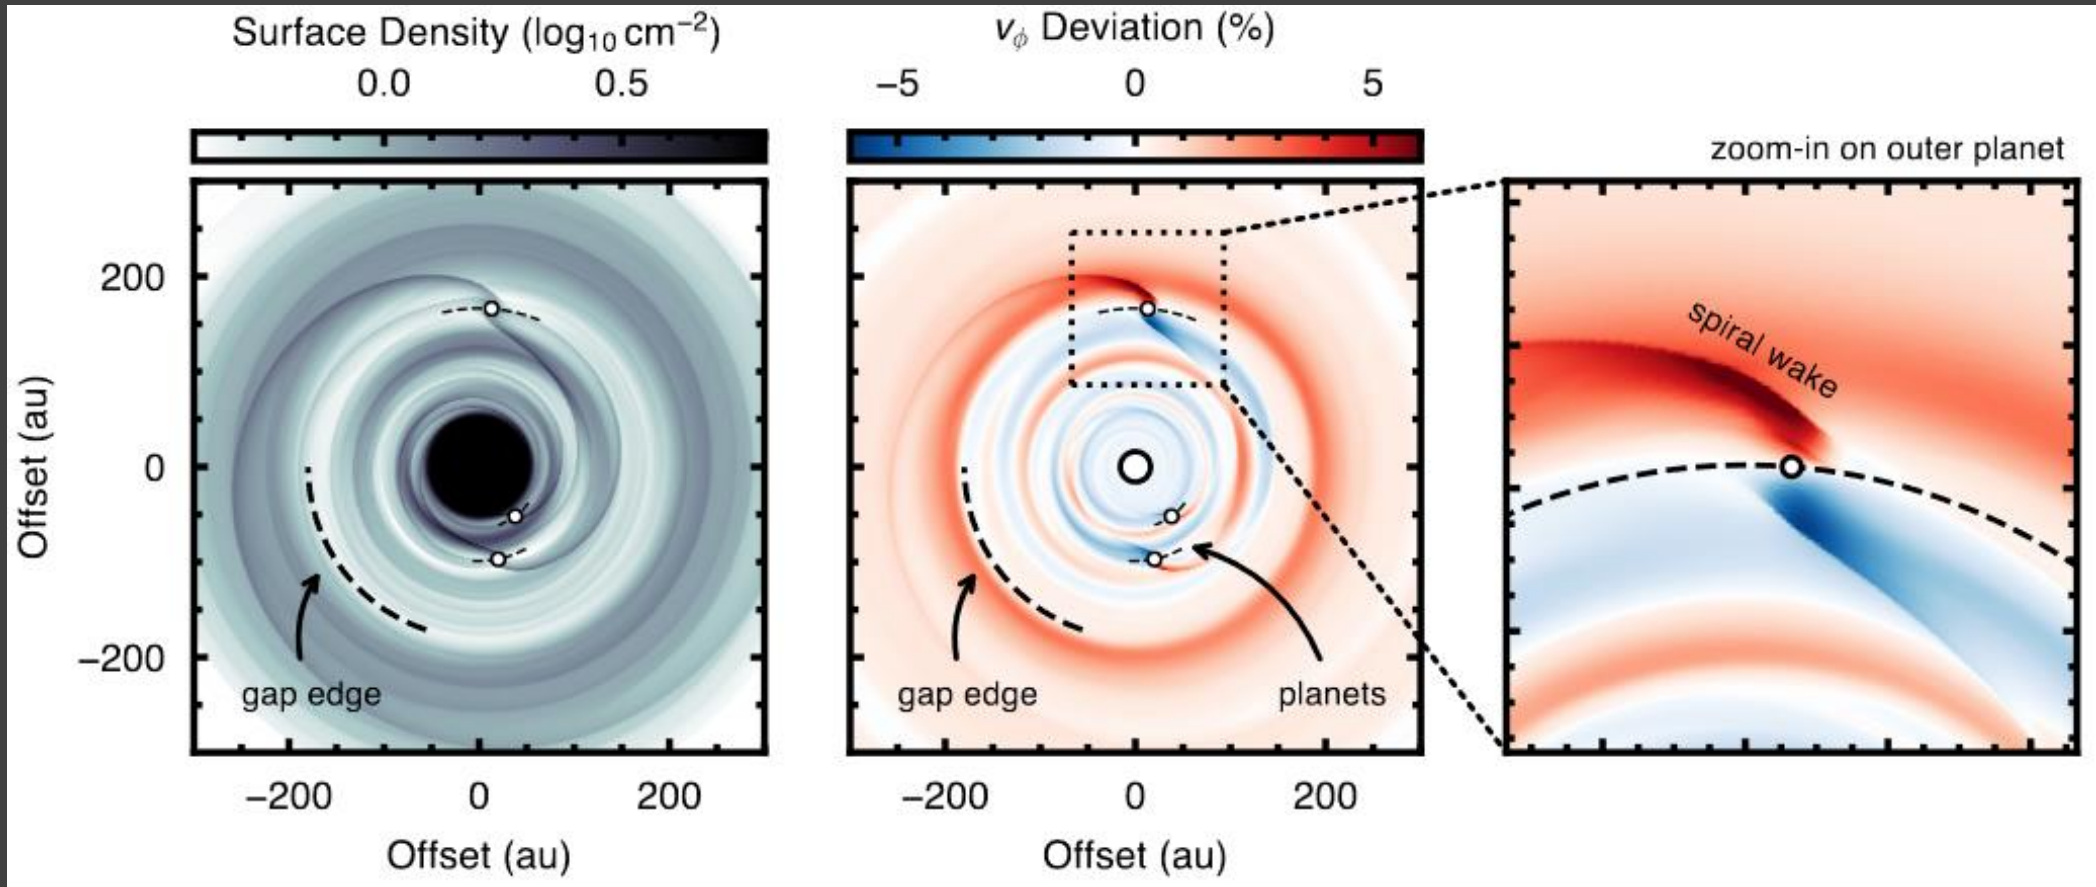 Surface Density (log₁₀ cm⁻²)
0.0 0.5
v_ϕ Deviation (%)
−5 0 5
zoom-in on outer planet
Offset (au)
200
0
−200
gap edge
−200 0 200
Offset (au)
gap edge
planets
−200 0 200
Offset (au)
spiral wake